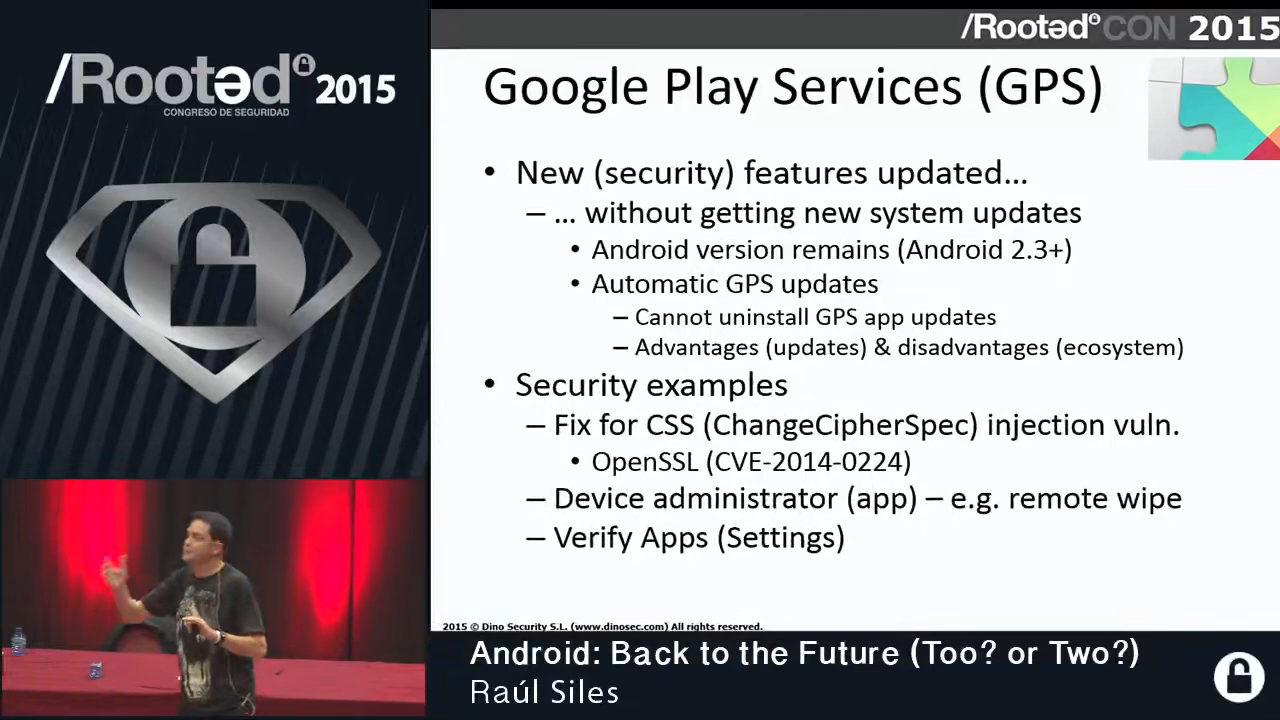 /Rootəd 2015
CONGRESO DE SEGURIDAD
/Rootəd CON 2015
Google Play Services (GPS)
• New (security) features updated…
– … without getting new system updates
• Android version remains (Android 2.3+)
• Automatic GPS updates
– Cannot uninstall GPS app updates
– Advantages (updates) & disadvantages (ecosystem)
• Security examples
– Fix for CSS (ChangeCipherSpec) injection vuln.
• OpenSSL (CVE-2014-0224)
– Device administrator (app) – e.g. remote wipe
– Verify Apps (Settings)
2015 © Dino Security S.L. (www.dinosec.com) All rights reserved.
Android: Back to the Future (Too? or Two?)
Raúl Siles